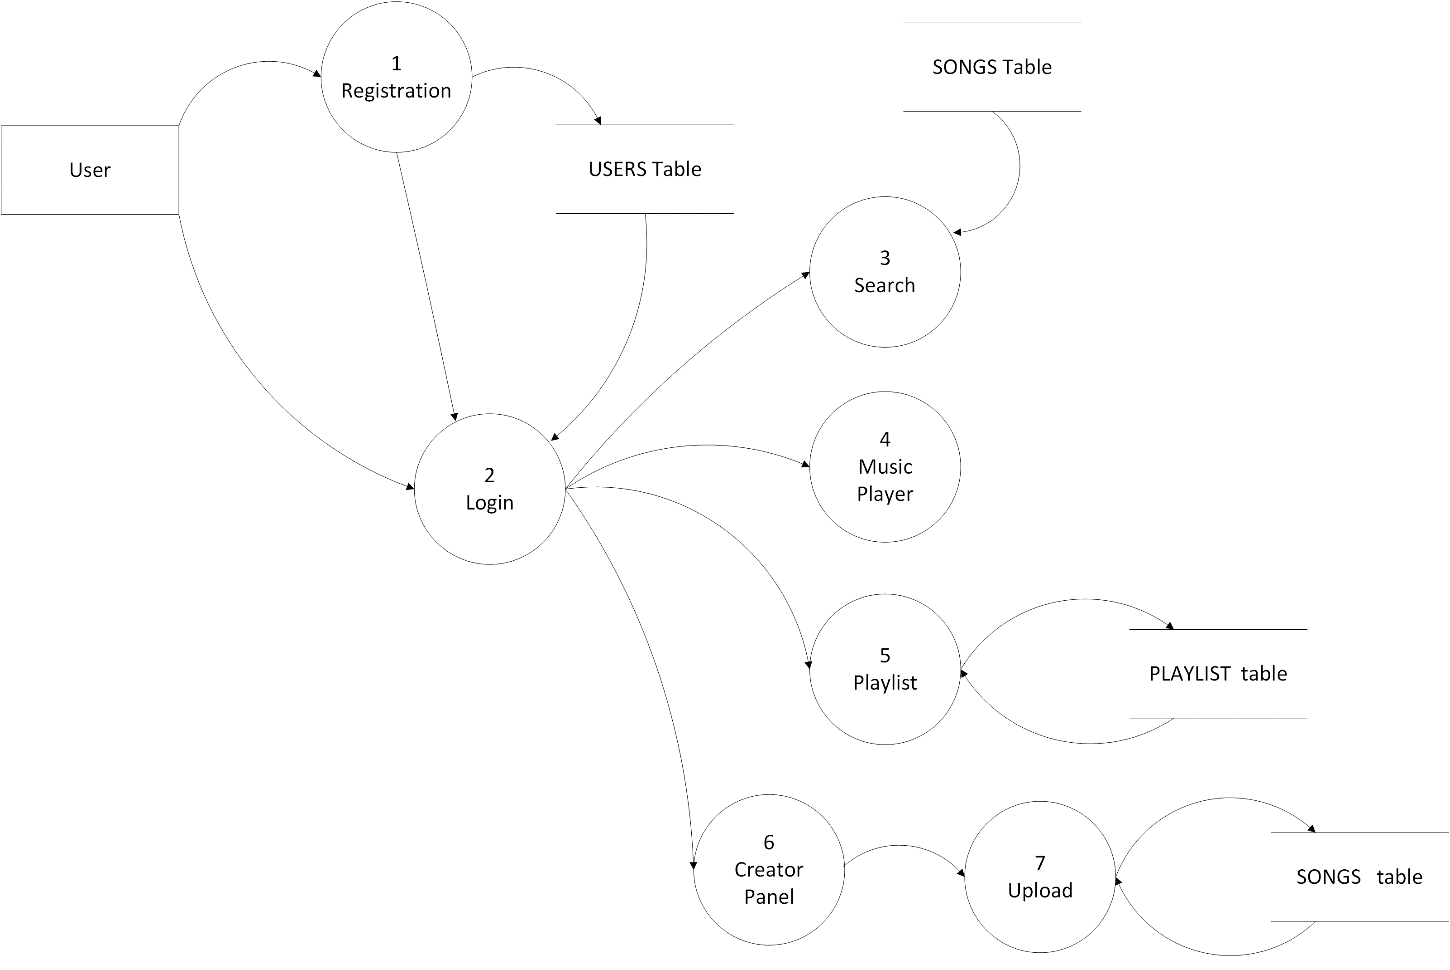 1
Registration
SONGS Table
User
USERS Table
3
Search
4
Music
Player
2
Login
5
Playlist
PLAYLIST table
6
Creator
Panel
7
Upload
SONGS table